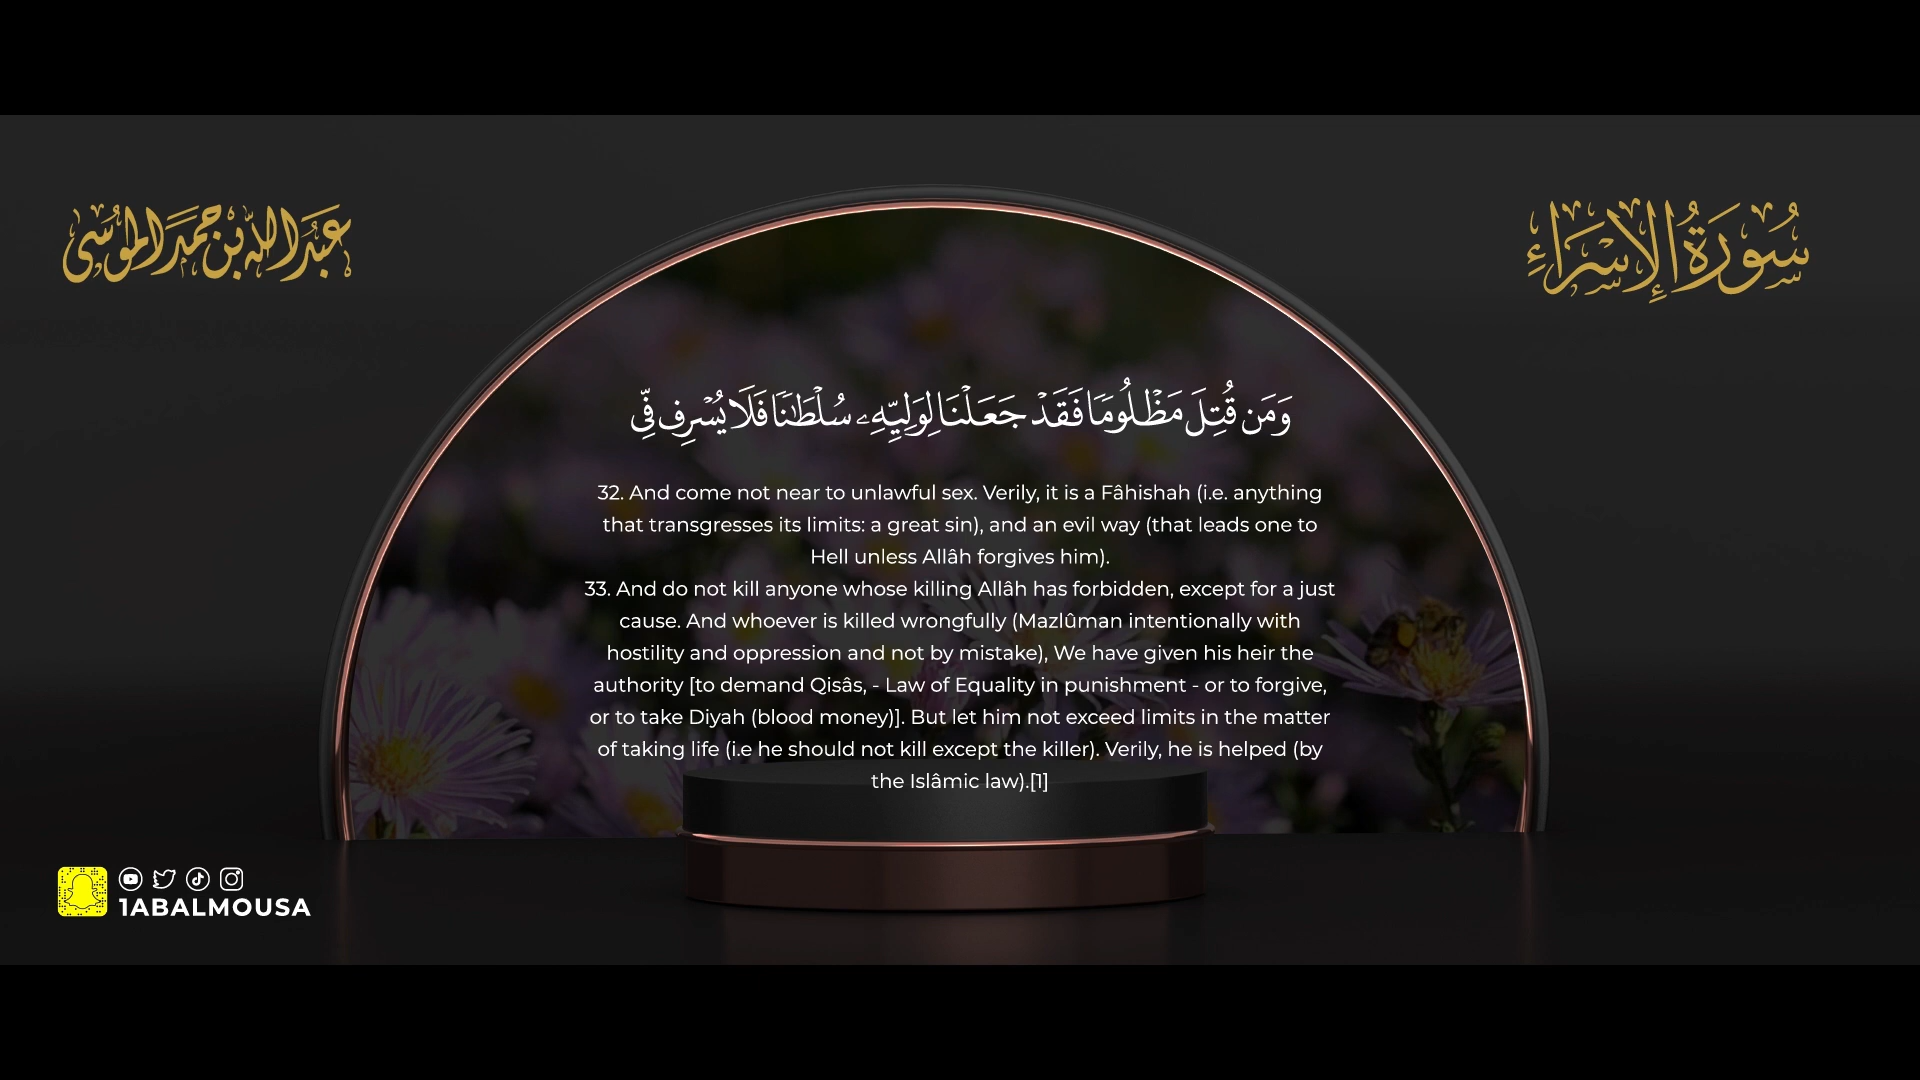 عَبْدُ اللَّهِ بْنُ حَمَدَ الْمُوسَى
سُورَةُ الْإِسْرَاءِ
وَمَن قُتِلَ مَظْلُومًا فَقَدْ جَعَلْنَا لِوَلِيِّهِۦ سُلْطَٰنًا فَلَا يُسْرِف فِّى
32. And come not near to unlawful sex. Verily, it is a Fâhishah (i.e. anything
that transgresses its limits: a great sin), and an evil way (that leads one to
Hell unless Allâh forgives him).
33. And do not kill anyone whose killing Allâh has forbidden, except for a just
cause. And whoever is killed wrongfully (Mazlûman intentionally with
hostility and oppression and not by mistake), We have given his heir the
authority [to demand Qisâs, - Law of Equality in punishment - or to forgive,
or to take Diyah (blood money)]. But let him not exceed limits in the matter
of taking life (i.e he should not kill except the killer). Verily, he is helped (by
the Islâmic law).[1]
1ABALMOUSA